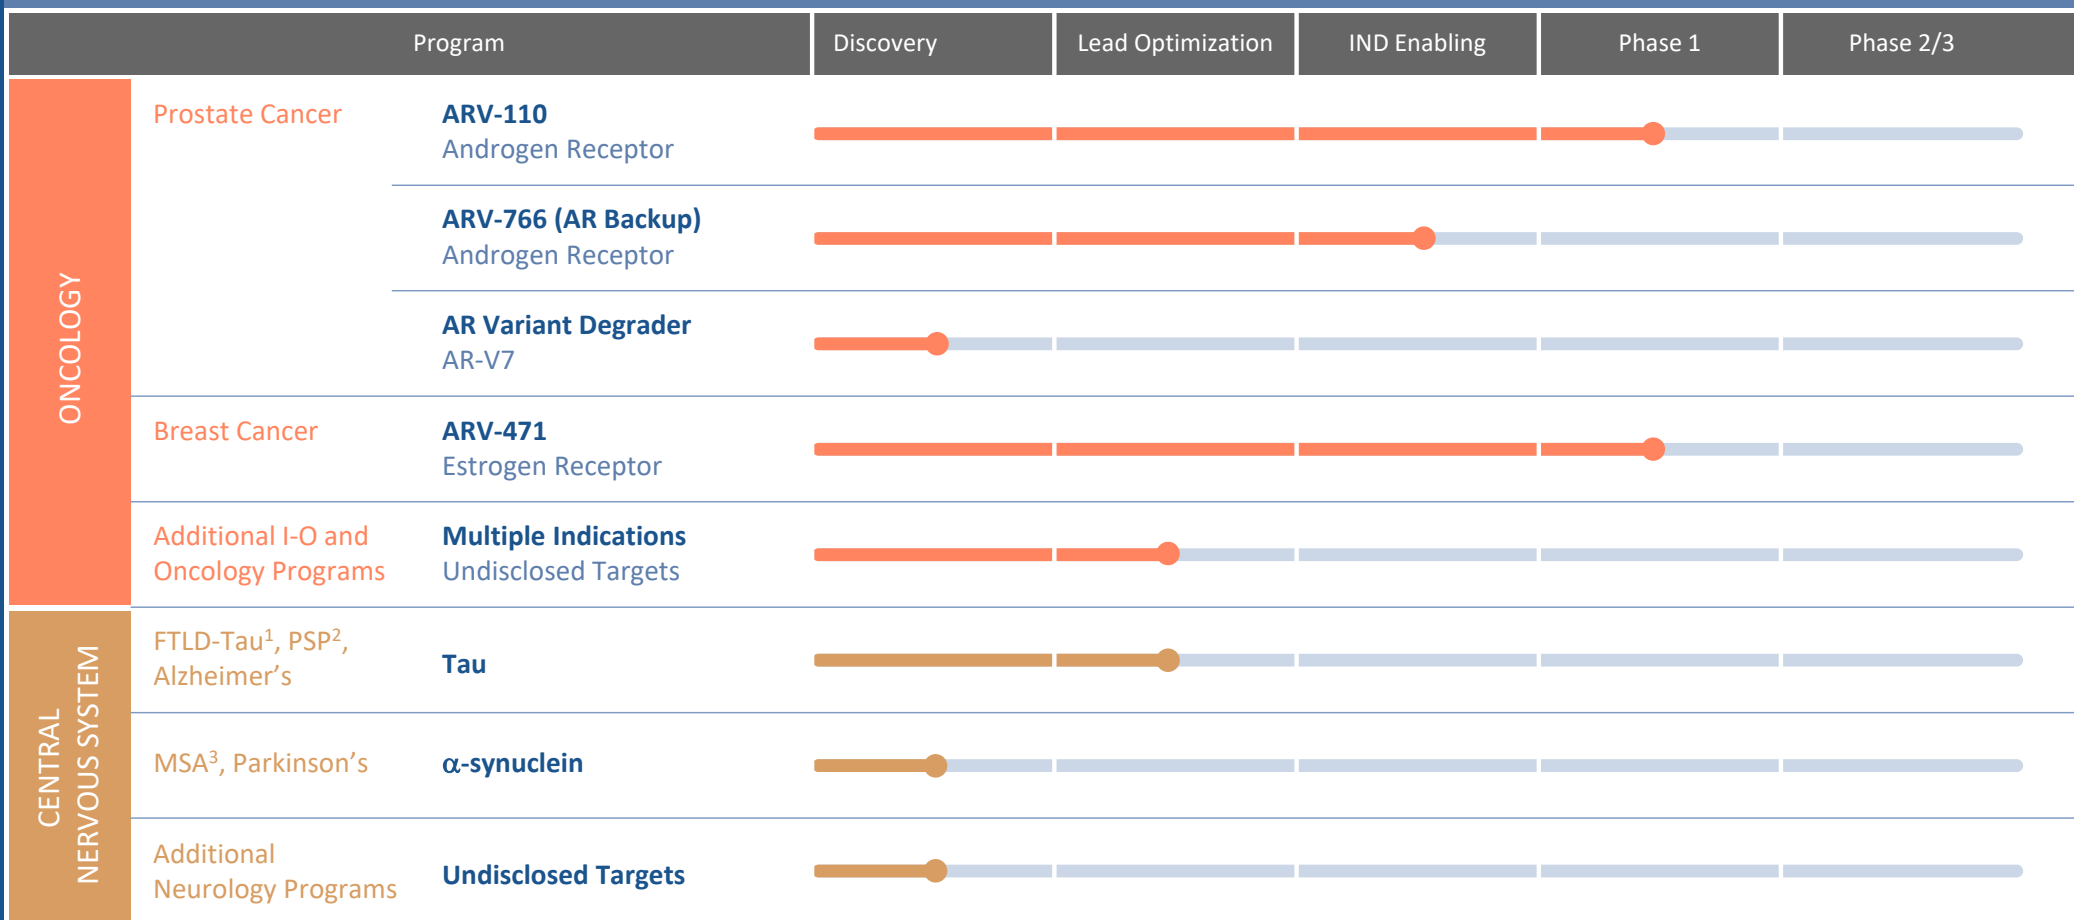 Program
Discovery
Lead Optimization
IND Enabling
Phase 1
Phase 2/3
ONCOLOGY
Prostate Cancer
ARV-110
Androgen Receptor
ARV-766 (AR Backup)
Androgen Receptor
AR Variant Degrader
AR-V7
Breast Cancer
ARV-471
Estrogen Receptor
Additional I-O and
Oncology Programs
Multiple Indications
Undisclosed Targets
CENTRAL
NERVOUS SYSTEM
FTLD-Tau¹, PSP²,
Alzheimer’s
Tau
MSA³, Parkinson’s
α-synuclein
Additional
Neurology Programs
Undisclosed Targets